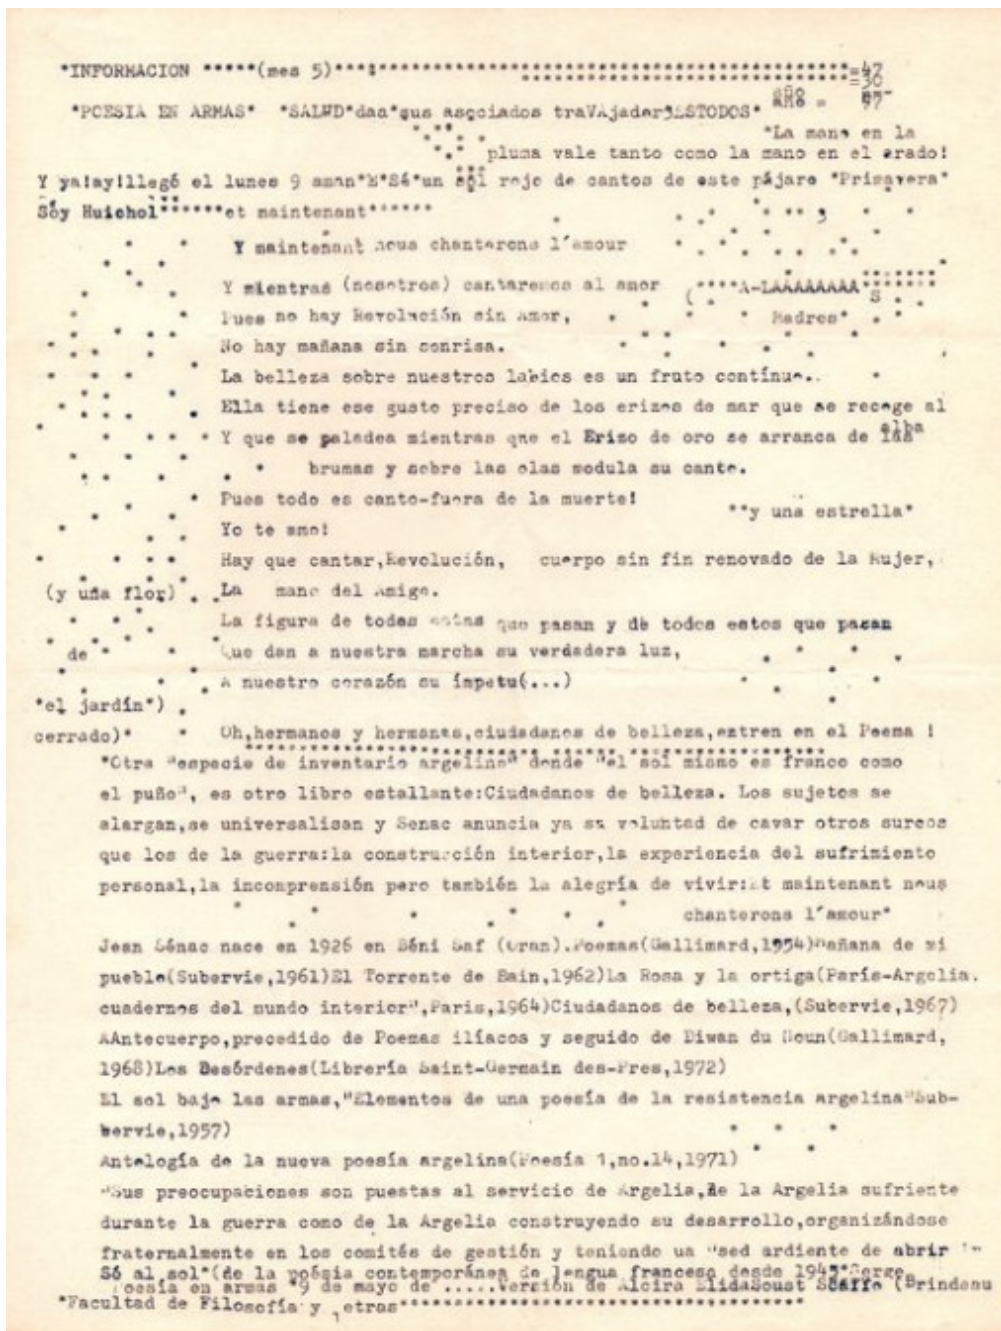 *INFORMACION *****(mes 5)***:**********************************=47
******************************=30
año
*POESIA EN ARMAS* *SALUD*daa*sus asociados traVAjadorJESTODOS* año = 77
*La mano en la
pluma vale tanto como la mano en el arado!
Y ya!ay!llegó el lunes 9 aman*E*Sá*un sól rojo de cantos de este pájaro *Primavera*
Sóy Huichol******et maintenant******
Y maintenant nous chanterons l'amour
Y mientras (nosotros) cantaremos al amor (****A-LAAAAAAAA S
Pues no hay Revolución sin Amor, Madres*
No hay mañana sin sonrisa.
La belleza sobre nuestros labios es un fruto contínuo..
Ella tiene ese gusto preciso de los erizos de mar que se recoge al
alba
Y que se paladea mientras que el Erizo de oro se arranca de las
brumas y sobre las olas modula su canto.
Pues todo es canto-fuera de la muerte!
**y una estrella*
Yo te amo!
Hay que cantar,Revolución, cuerpo sin fin renovado de la Mujer,
(y uña flor) La mano del Amigo.
La figura de todas estas que pasan y de todos estos que pasan
de Que dan a nuestra marcha su verdadera luz,
A nuestro corazón su ímpetu(...)
*el jardín*)
cerrado)* Oh,hermanos y hermanas,ciudadanos de belleza,entren en el Poema !
*Otra "especie de inventario argelino" donde "el sol mismo es franco como
el puño", es otro libro estallante:Ciudadanos de belleza. Los sujetos se
alargan,se universalisan y Senac anuncia ya su voluntad de cavar otros surcos
que los de la guerra:la construcción interior,la experiencia del sufrimiento
personal,la inconprensión pero también la alegría de vivir:Et maintenant nous
chanterons l'amour*
Jean Sénac nace en 1926 en Béni Saf (Oran).Poemas(Gallimard,1954)Mañana de mi
pueblo(Subervie,1961)El Torrente de Bain,1962)La Rosa y la ortiga(París-Argelia.
cuadernos del mundo interior",Paris,1964)Ciudadanos de belleza,(Subervie,1967)
AAntecuerpo,precedido de Poemas ilíacos y seguido de Diwan du Noun(Gallimard,
1968)Los Desórdenes(Librería Saint-Germain des-Pres,1972)
El sol bajo las armas,"Elementos de una poesía de la resistencia argelina"Sub-
bervie,1957)
Antología de la nueva poesía argelina(Poesía 1,no.14,1971)
"Sus preocupaciones son puestas al servicio de Argelia,de la Argelia sufriente
durante la guerra como de la Argelia construyendo su desarrollo,organizándose
fraternalmente en los comités de gestión y teniendo ua "sed ardiente de abrir
Só al sol"(de la poésia contemporánea de lengua francesa desde 1945*Serge
Poesía en armas *9 de mayo de .....Versión de Alcira ElidaSoust Scaffo (Brindeau
*Facultad de Filosofía y ,etras************************************